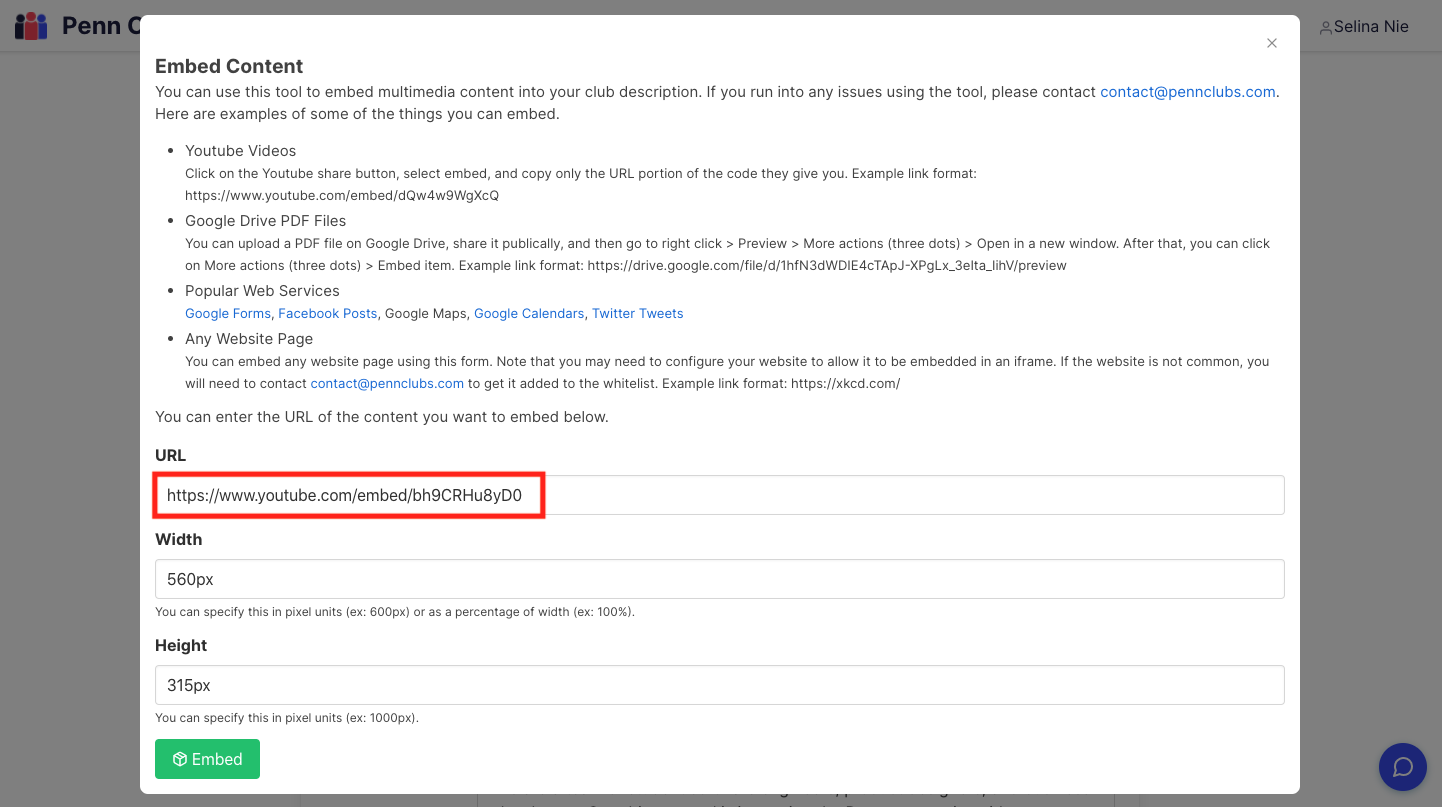 Penn C
Selina Nie
Embed Content
You can use this tool to embed multimedia content into your club description. If you run into any issues using the tool, please contact contact@pennclubs.com.
Here are examples of some of the things you can embed.
• Youtube Videos
Click on the Youtube share button, select embed, and copy only the URL portion of the code they give you. Example link format:
https://www.youtube.com/embed/dQw4w9WgXcQ
• Google Drive PDF Files
You can upload a PDF file on Google Drive, share it publically, and then go to right click > Preview > More actions (three dots) > Open in a new window. After that, you can click
on More actions (three dots) > Embed item. Example link format: https://drive.google.com/file/d/1hfN3dWDIE4cTApJ-XPgLx_3eIta_IihV/preview
• Popular Web Services
Google Forms, Facebook Posts, Google Maps, Google Calendars, Twitter Tweets
• Any Website Page
You can embed any website page using this form. Note that you may need to configure your website to allow it to be embedded in an iframe. If the website is not common, you
will need to contact contact@pennclubs.com to get it added to the whitelist. Example link format: https://xkcd.com/
You can enter the URL of the content you want to embed below.
URL
https://www.youtube.com/embed/bh9CRHu8yD0
Width
560px
You can specify this in pixel units (ex: 600px) or as a percentage of width (ex: 100%).
Height
315px
You can specify this in pixel units (ex: 1000px).
Embed